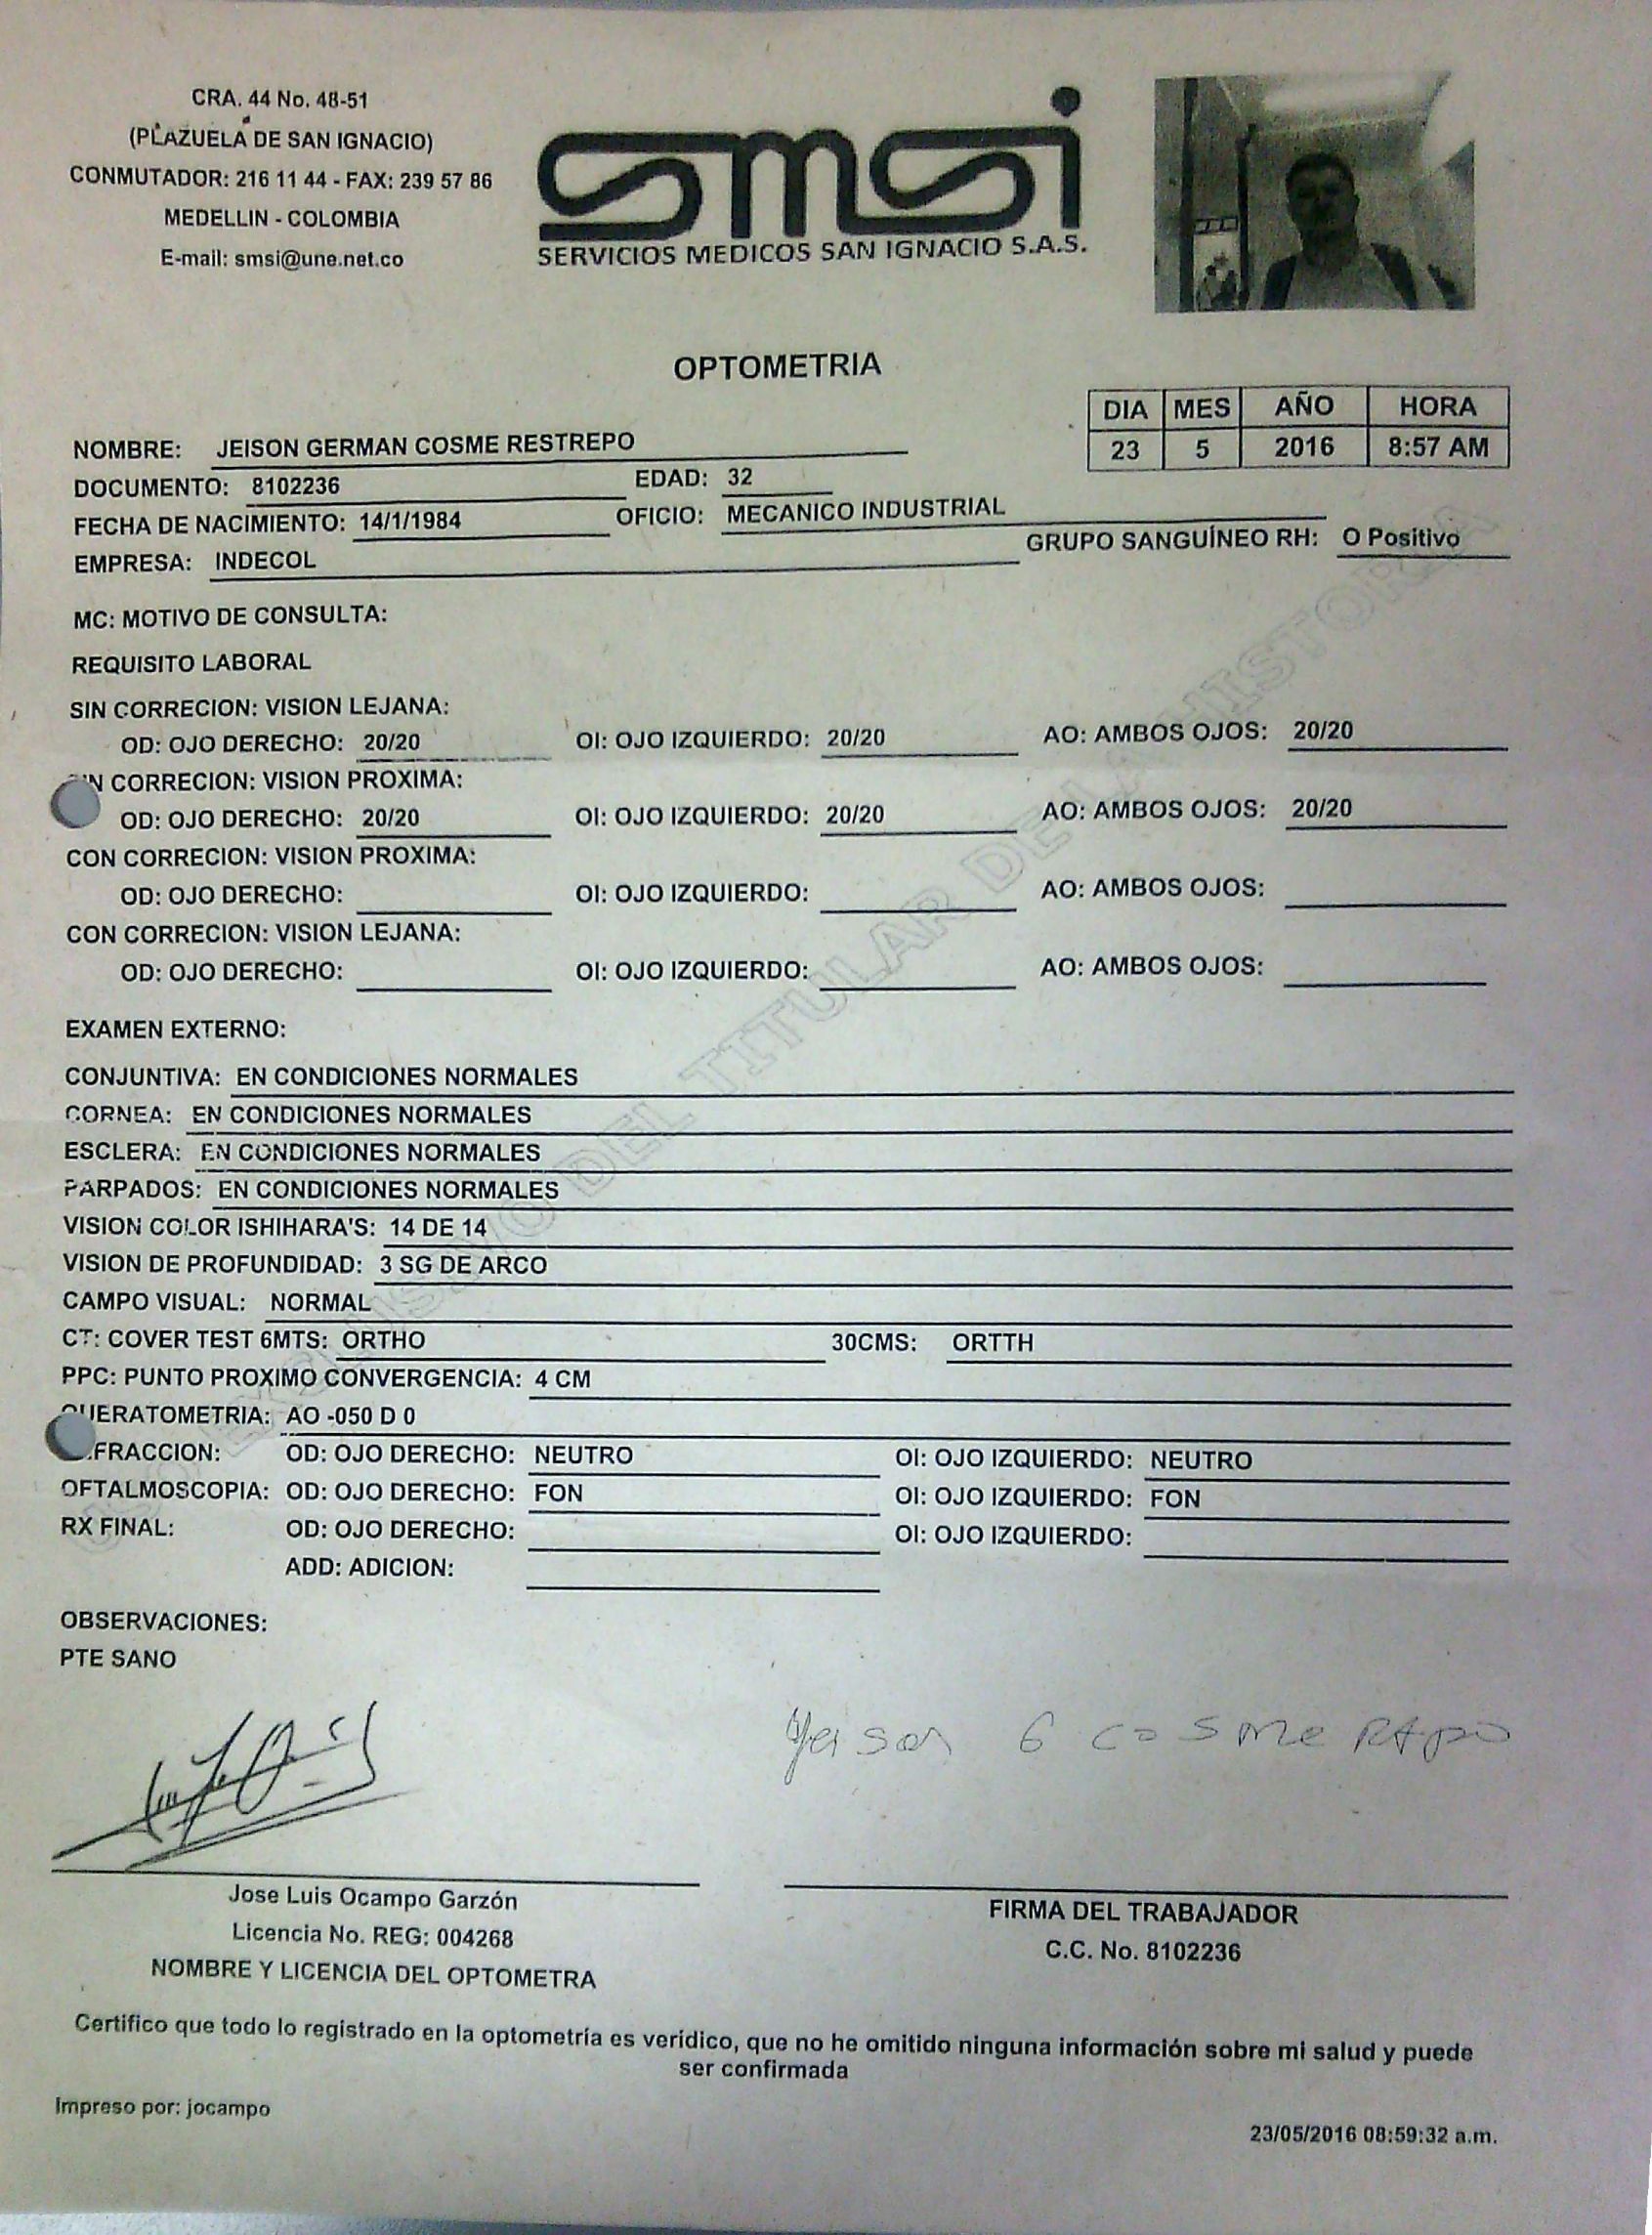 CRA. 44 No. 48-51
(PLAZUELA DE SAN IGNACIO)
CONMUTADOR: 216 11 44 - FAX: 239 57 86
MEDELLIN - COLOMBIA
E-mail: smsi@une.net.co
smsi
SERVICIOS MEDICOS SAN IGNACIO S.A.S.
OPTOMETRIA
DIA MES AÑO HORA
23 5 2016 8:57 AM
NOMBRE: JEISON GERMAN COSME RESTREPO
DOCUMENTO: 8102236 EDAD: 32
FECHA DE NACIMIENTO: 14/1/1984 OFICIO: MECANICO INDUSTRIAL
EMPRESA: INDECOL GRUPO SANGUÍNEO RH: O Positivo
MC: MOTIVO DE CONSULTA:
REQUISITO LABORAL
SIN CORRECION: VISION LEJANA:
OD: OJO DERECHO: 20/20 OI: OJO IZQUIERDO: 20/20 AO: AMBOS OJOS: 20/20
IN CORRECION: VISION PROXIMA:
OD: OJO DERECHO: 20/20 OI: OJO IZQUIERDO: 20/20 AO: AMBOS OJOS: 20/20
CON CORRECION: VISION PROXIMA:
OD: OJO DERECHO: OI: OJO IZQUIERDO: AO: AMBOS OJOS:
CON CORRECION: VISION LEJANA:
OD: OJO DERECHO: OI: OJO IZQUIERDO: AO: AMBOS OJOS:
EXAMEN EXTERNO:
CONJUNTIVA: EN CONDICIONES NORMALES
CORNEA: EN CONDICIONES NORMALES
ESCLERA: EN CONDICIONES NORMALES
PARPADOS: EN CONDICIONES NORMALES
VISION COLOR ISHIHARA'S: 14 DE 14
VISION DE PROFUNDIDAD: 3 SG DE ARCO
CAMPO VISUAL: NORMAL
CT: COVER TEST 6MTS: ORTHO 30CMS: ORTTH
PPC: PUNTO PROXIMO CONVERGENCIA: 4 CM
QUERATOMETRIA: AO -050 D 0
FRACCION: OD: OJO DERECHO: NEUTRO OI: OJO IZQUIERDO: NEUTRO
OFTALMOSCOPIA: OD: OJO DERECHO: FON OI: OJO IZQUIERDO: FON
RX FINAL: OD: OJO DERECHO: OI: OJO IZQUIERDO:
ADD: ADICION:
USO EXCLUSIVO DEL TITULAR DE LA HISTORIA
OBSERVACIONES:
PTE SANO
Yeison G cosme
Jose Luis Ocampo Garzón
Licencia No. REG: 004268
NOMBRE Y LICENCIA DEL OPTOMETRA
FIRMA DEL TRABAJADOR
C.C. No. 8102236
Certifico que todo lo registrado en la optometría es verídico, que no he omitido ninguna información sobre mi salud y puede
ser confirmada
Impreso por: jocampo
23/05/2016 08:59:32 a.m.